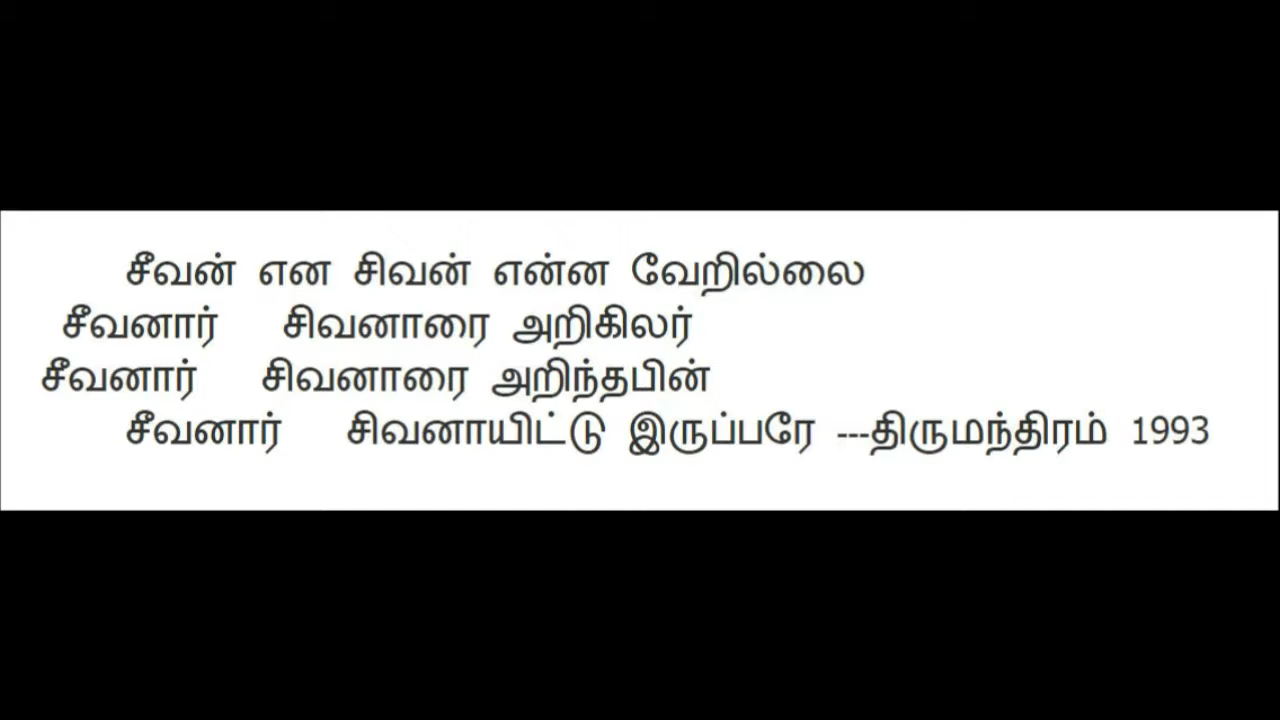 சீவன் என சிவன் என்ன வேறில்லை
சீவனார் சிவனாரை அறிகிலர்
சீவனார் சிவனாரை அறிந்தபின்
சீவனார் சிவனாயிட்டு இருப்பரே ---திருமந்திரம் 1993